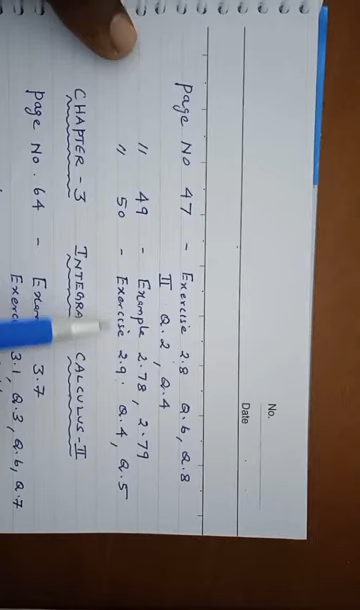 No.
Date
page No 47 - Exercise 2.8 Q.6, Q.8
II Q.2, Q.4
" 49 - Example 2.78, 2.79
" 50 - Exercise 2.9. Q.4, Q.5
CHAPTER - 3 INTEGRA CALCULUS-II
page No. 64 - Exam 3.7
Exerc 3.1, Q.3, Q.6, Q.7